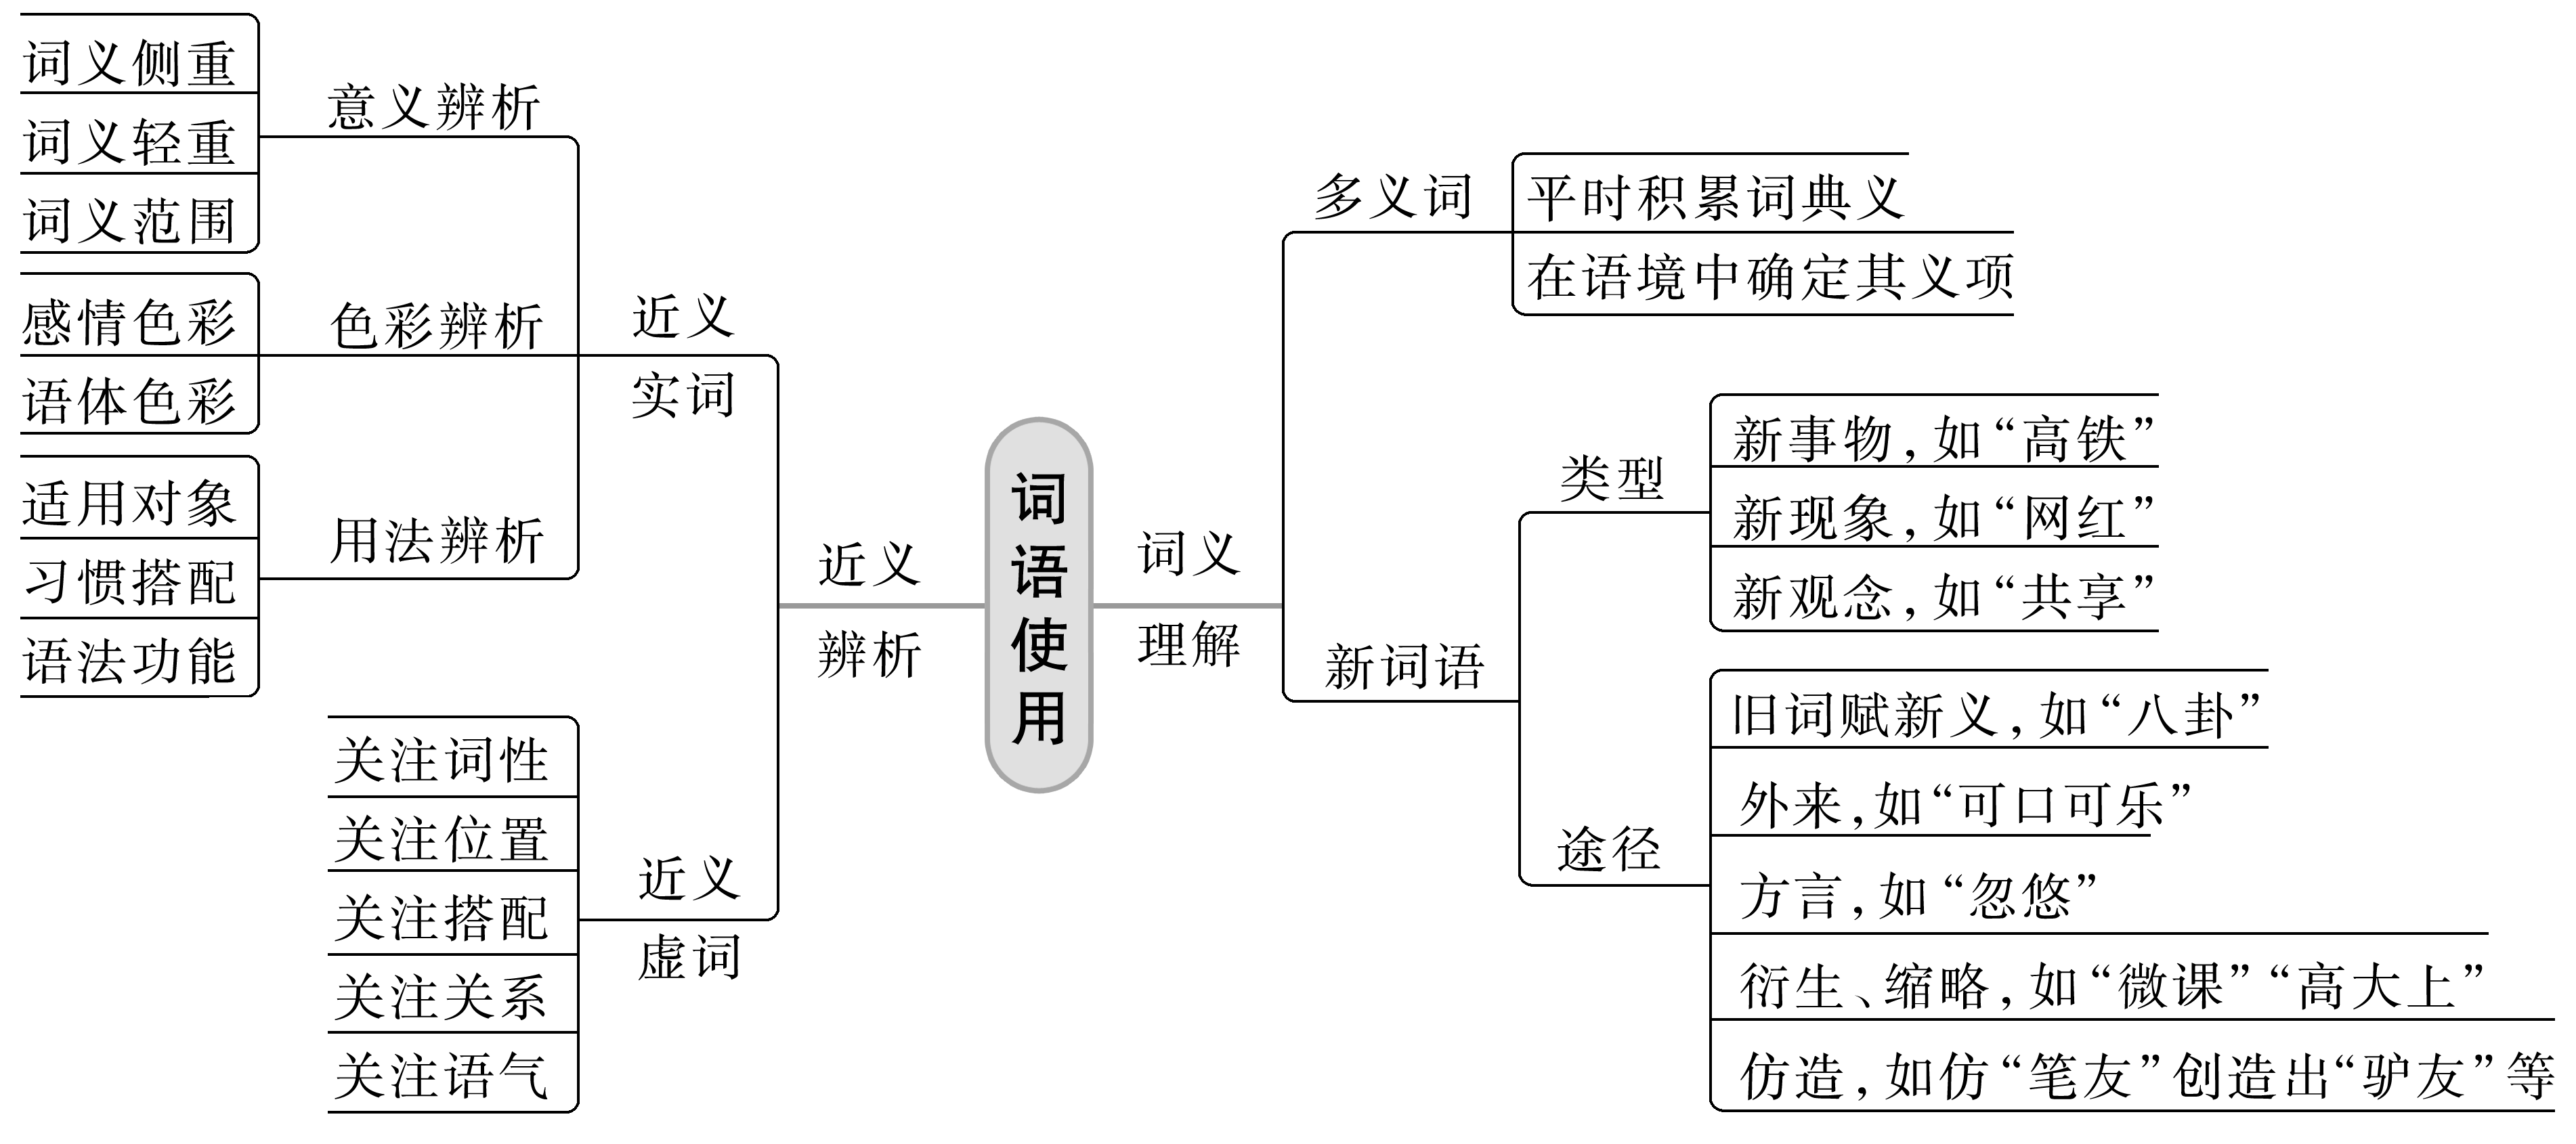 词语使用
近义
辨析
近义
实词
意义辨析
词义侧重
词义轻重
词义范围
色彩辨析
感情色彩
语体色彩
用法辨析
适用对象
习惯搭配
语法功能
近义
虚词
关注词性
关注位置
关注搭配
关注关系
关注语气
词义
理解
多义词
平时积累词典义
在语境中确定其义项
新词语
类型
新事物,如“高铁”
新现象,如“网红”
新观念,如“共享”
途径
旧词赋新义,如“八卦”
外来,如“可口可乐”
方言,如“忽悠”
衍生、缩略,如“微课”“高大上”
仿造,如仿“笔友”创造出“驴友”等